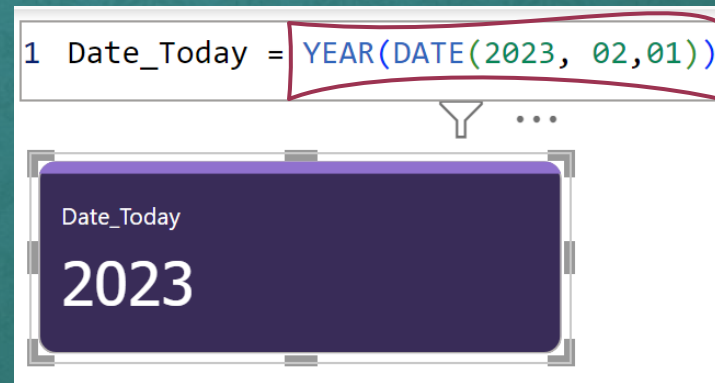 1 Date_Today = YEAR(DATE(2023, 02,01))
Date_Today
2023